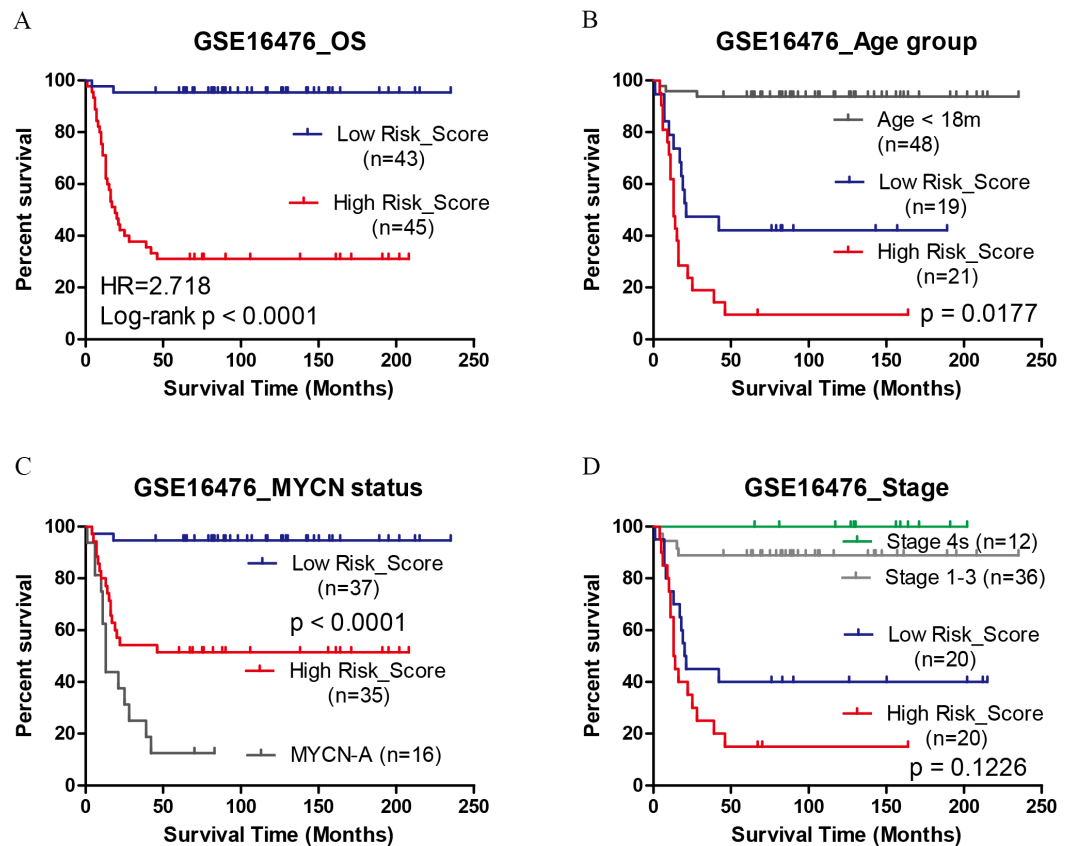 A
GSE16476_OS
Percent survival
100
80
60
40
20
0
Low Risk_Score
(n=43)
High Risk_Score
(n=45)
HR=2.718
Log-rank p < 0.0001
0 50 100 150 200 250
Survival Time (Months)
B
GSE16476_Age group
Percent survival
100
80
60
40
20
0
Age < 18m
(n=48)
Low Risk_Score
(n=19)
High Risk_Score
(n=21)
p = 0.0177
0 50 100 150 200 250
Survival Time (Months)
C
GSE16476_MYCN status
Percent survival
100
80
60
40
20
0
Low Risk_Score
(n=37)
p < 0.0001
High Risk_Score
(n=35)
MYCN-A (n=16)
0 50 100 150 200 250
Survival Time (Months)
D
GSE16476_Stage
Percent survival
100
80
60
40
20
0
Stage 4s (n=12)
Stage 1-3 (n=36)
Low Risk_Score
(n=20)
High Risk_Score
(n=20)
p = 0.1226
0 50 100 150 200 250
Survival Time (Months)